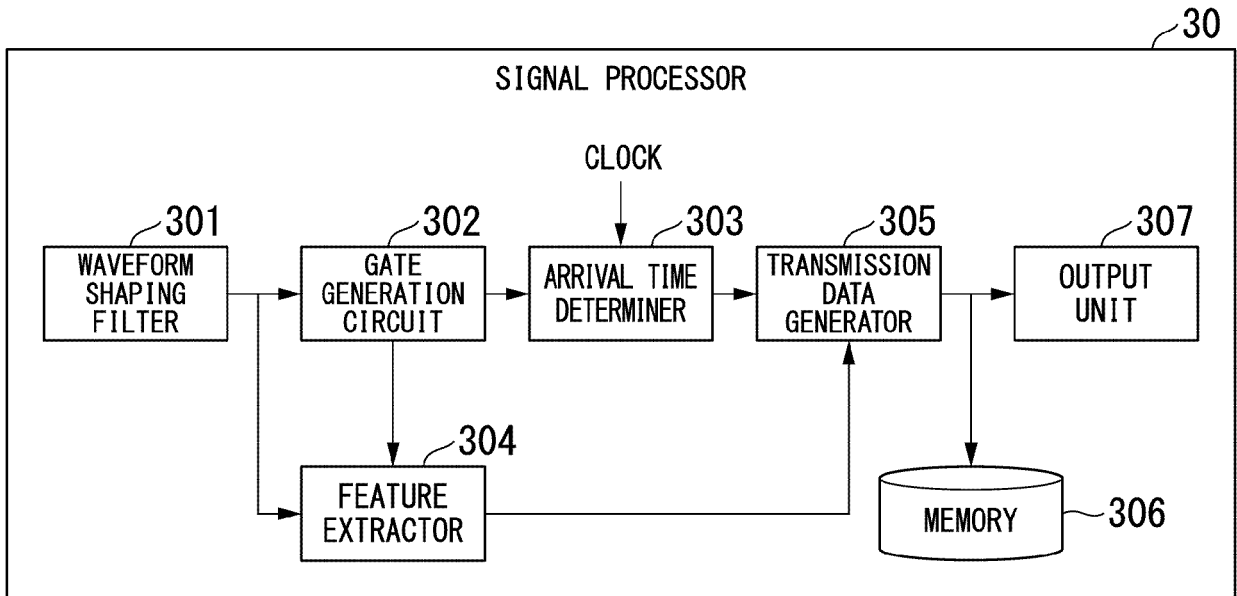 30
SIGNAL PROCESSOR
CLOCK
301
302
303
305
307
WAVEFORM
SHAPING
FILTER
GATE
GENERATION
CIRCUIT
ARRIVAL TIME
DETERMINER
TRANSMISSION
DATA
GENERATOR
OUTPUT
UNIT
304
FEATURE
EXTRACTOR
MEMORY
306